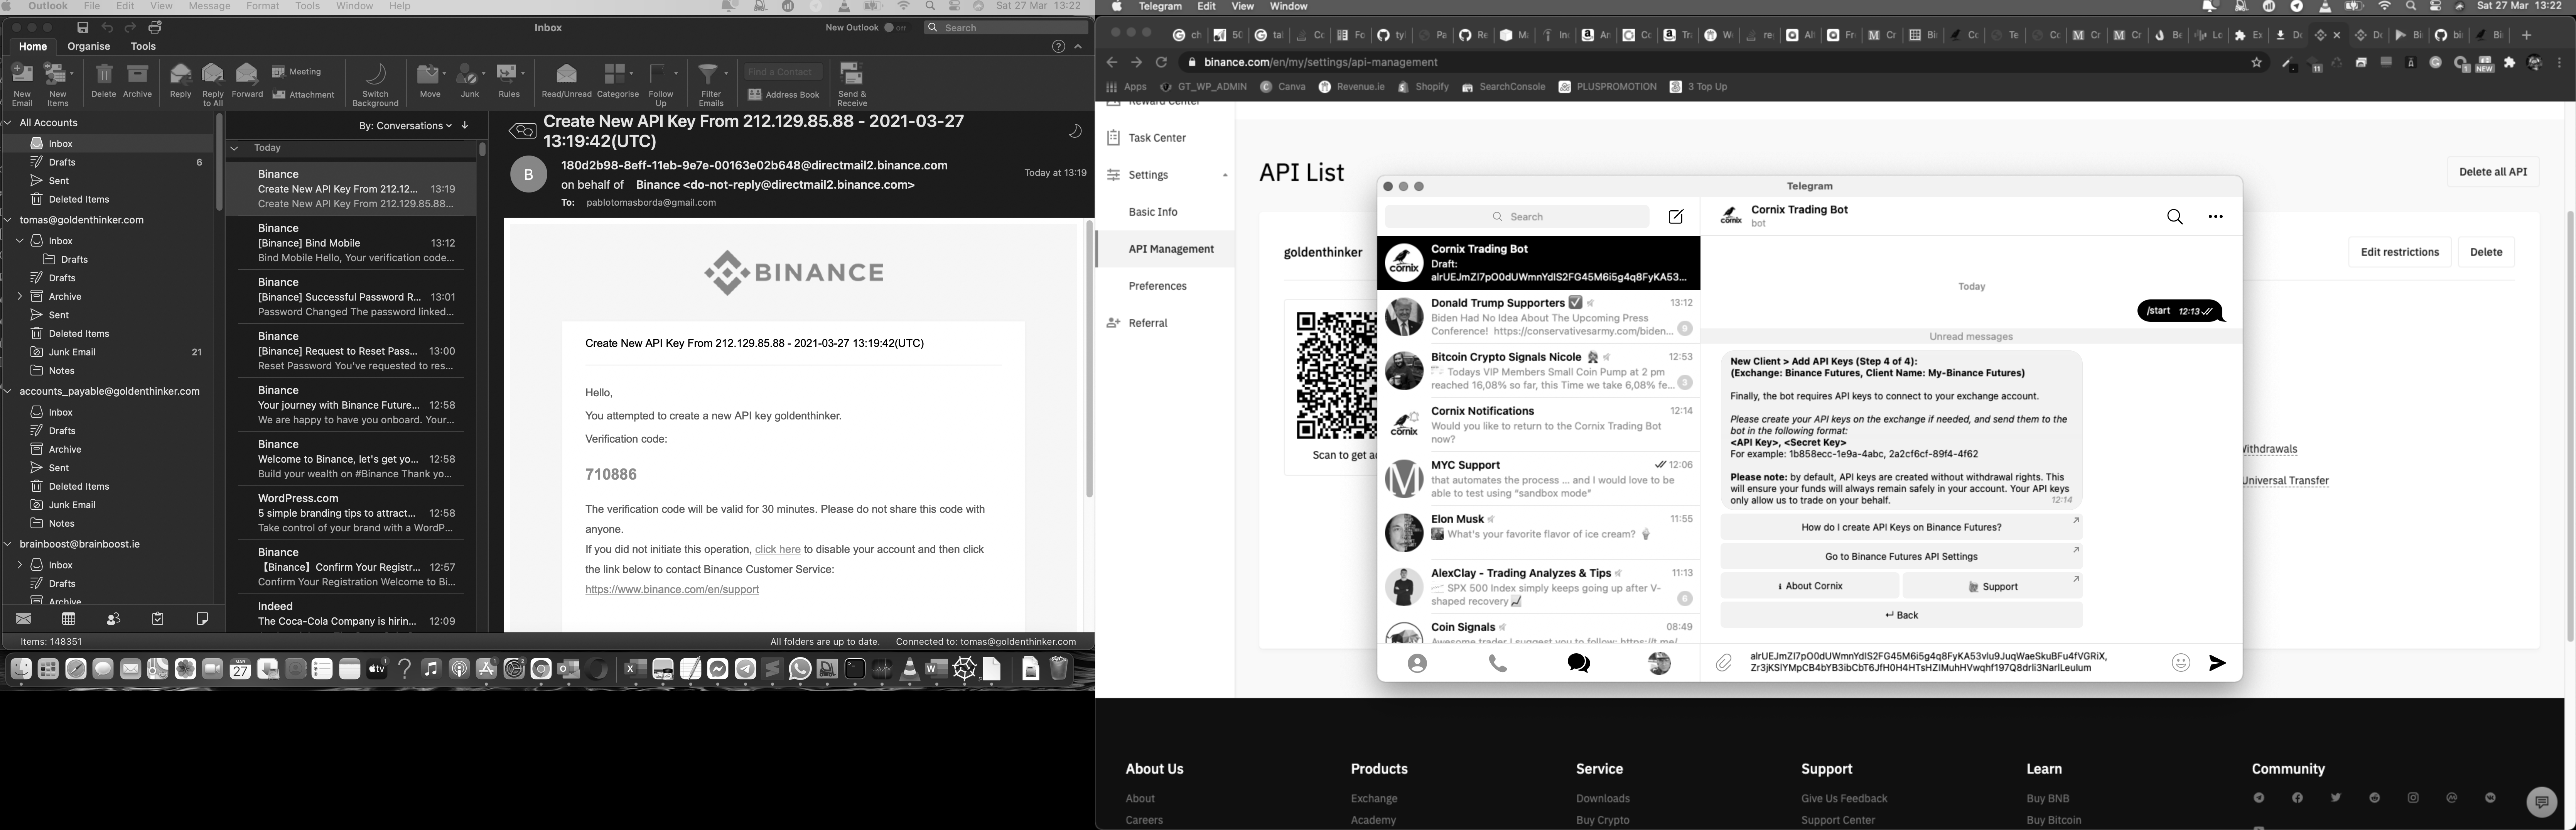 Outlook File Edit View Message Format Tools Window Help
Sat 27 Mar 13:22
Inbox
New Outlook
Search
Home Organise Tools
New Email
New Items
Delete
Archive
Reply
Reply to All
Forward
Meeting
Attachment
Switch Background
Move
Junk
Rules
Read/Unread
Categorise
Follow Up
Filter Emails
Find a Contact
Address Book
Send & Receive
All Accounts
Inbox
Drafts 6
Sent
Deleted Items
tomas@goldenthinker.com
Inbox
Drafts
Drafts
Archive
Sent
Deleted Items
Junk Email 21
Notes
accounts_payable@goldenthinker.com
Inbox
Drafts
Archive
Sent
Deleted Items
Junk Email
Notes
brainboost@brainboost.ie
Inbox
Drafts
Archive
By: Conversations
Today
Binance
Create New API Key From 212.12... 13:19
Create New API Key From 212.129.85.88...
Binance
[Binance] Bind Mobile 13:12
Bind Mobile Hello, Your verification code...
Binance
[Binance] Successful Password R... 13:01
Password Changed The password linked...
Binance
[Binance] Request to Reset Pass... 13:00
Reset Password You've requested to res...
Binance
Your journey with Binance Future... 12:58
We are happy to have you onboard. Your...
Binance
Welcome to Binance, let's get yo... 12:58
Build your wealth on #Binance Thank yo...
WordPress.com
5 simple branding tips to attract... 12:58
Take control of your brand with a WordP...
Binance
【Binance】Confirm Your Registr... 12:57
Confirm Your Registration Welcome to Bi...
Indeed
The Coca-Cola Company is hirin... 12:09
Create New API Key From 212.129.85.88 - 2021-03-27
13:19:42(UTC)
B
180d2b98-8eff-11eb-9e7e-00163e02b648@directmail2.binance.com
on behalf of Binance <do-not-reply@directmail2.binance.com>
Today at 13:19
To: pablotomasborda@gmail.com
BINANCE
Create New API Key From 212.129.85.88 - 2021-03-27 13:19:42(UTC)
Hello,
You attempted to create a new API key goldenthinker.
Verification code:
710886
The verification code will be valid for 30 minutes. Please do not share this code with
anyone.
If you did not initiate this operation, click here to disable your account and then click
the link below to contact Binance Customer Service:
https://www.binance.com/en/support
Items: 148351
All folders are up to date. Connected to: tomas@goldenthinker.com
MAR
27
tv
Telegram Edit View Window
Sat 27 Mar 13:22
binance.com/en/my/settings/api-management
Apps GT_WP_ADMIN Canva Revenue.ie Shopify SearchConsole PLUSPROMOTION 3 Top Up
Reward Center
Task Center
Settings
Basic Info
API Management
Preferences
Referral
API List
Delete all API
goldenthinker
Edit restrictions
Delete
Scan to get
Withdrawals
Universal Transfer
Telegram
Search
Cornix Trading Bot
Draft:
Donald Trump Supporters 13:12
Biden Had No Idea About The Upcoming Press
Conference! https://conservativesarmy.com/biden... 9
Bitcoin Crypto Signals Nicole 12:53
Todays VIP Members Small Coin Pump at 2 pm
reached 16,08% so far, this Time we take 6,08% fe... 3
Cornix Notifications 12:14
Would you like to return to the Cornix Trading Bot
now?
MYC Support 12:06
that automates the process ... and I would love to be
able to test using “sandbox mode”
Elon Musk 11:55
What's your favorite flavor of ice cream?
AlexClay - Trading Analyzes & Tips 11:13
SPX 500 Index simply keeps going up after V-
shaped recovery 6
Coin Signals 08:49
Awesome trader I suggest you to follow: https://t.me/
Cornix Trading Bot
bot
Today
/start 12:13
Unread messages
New Client > Add API Keys (Step 4 of 4):
(Exchange: Binance Futures, Client Name: My-Binance Futures)
Finally, the bot requires API keys to connect to your exchange account.
Please create your API keys on the exchange if needed, and send them to the
bot in the following format:
<API Key>, <Secret Key>
For example: 1b858ecc-1e9a-4abc, 2a2cf6cf-89f4-4f62
Please note: by default, API keys are created without withdrawal rights. This
will ensure your funds will always remain safely in your account. Your API keys
only allow us to trade on your behalf. 12:14
How do I create API Keys on Binance Futures?
Go to Binance Futures API Settings
About Cornix
Support
Back
About Us Products Service Support Learn Community
About Exchange Downloads Give Us Feedback Buy BNB
Careers Academy Buy Crypto Support Center Buy Bitcoin